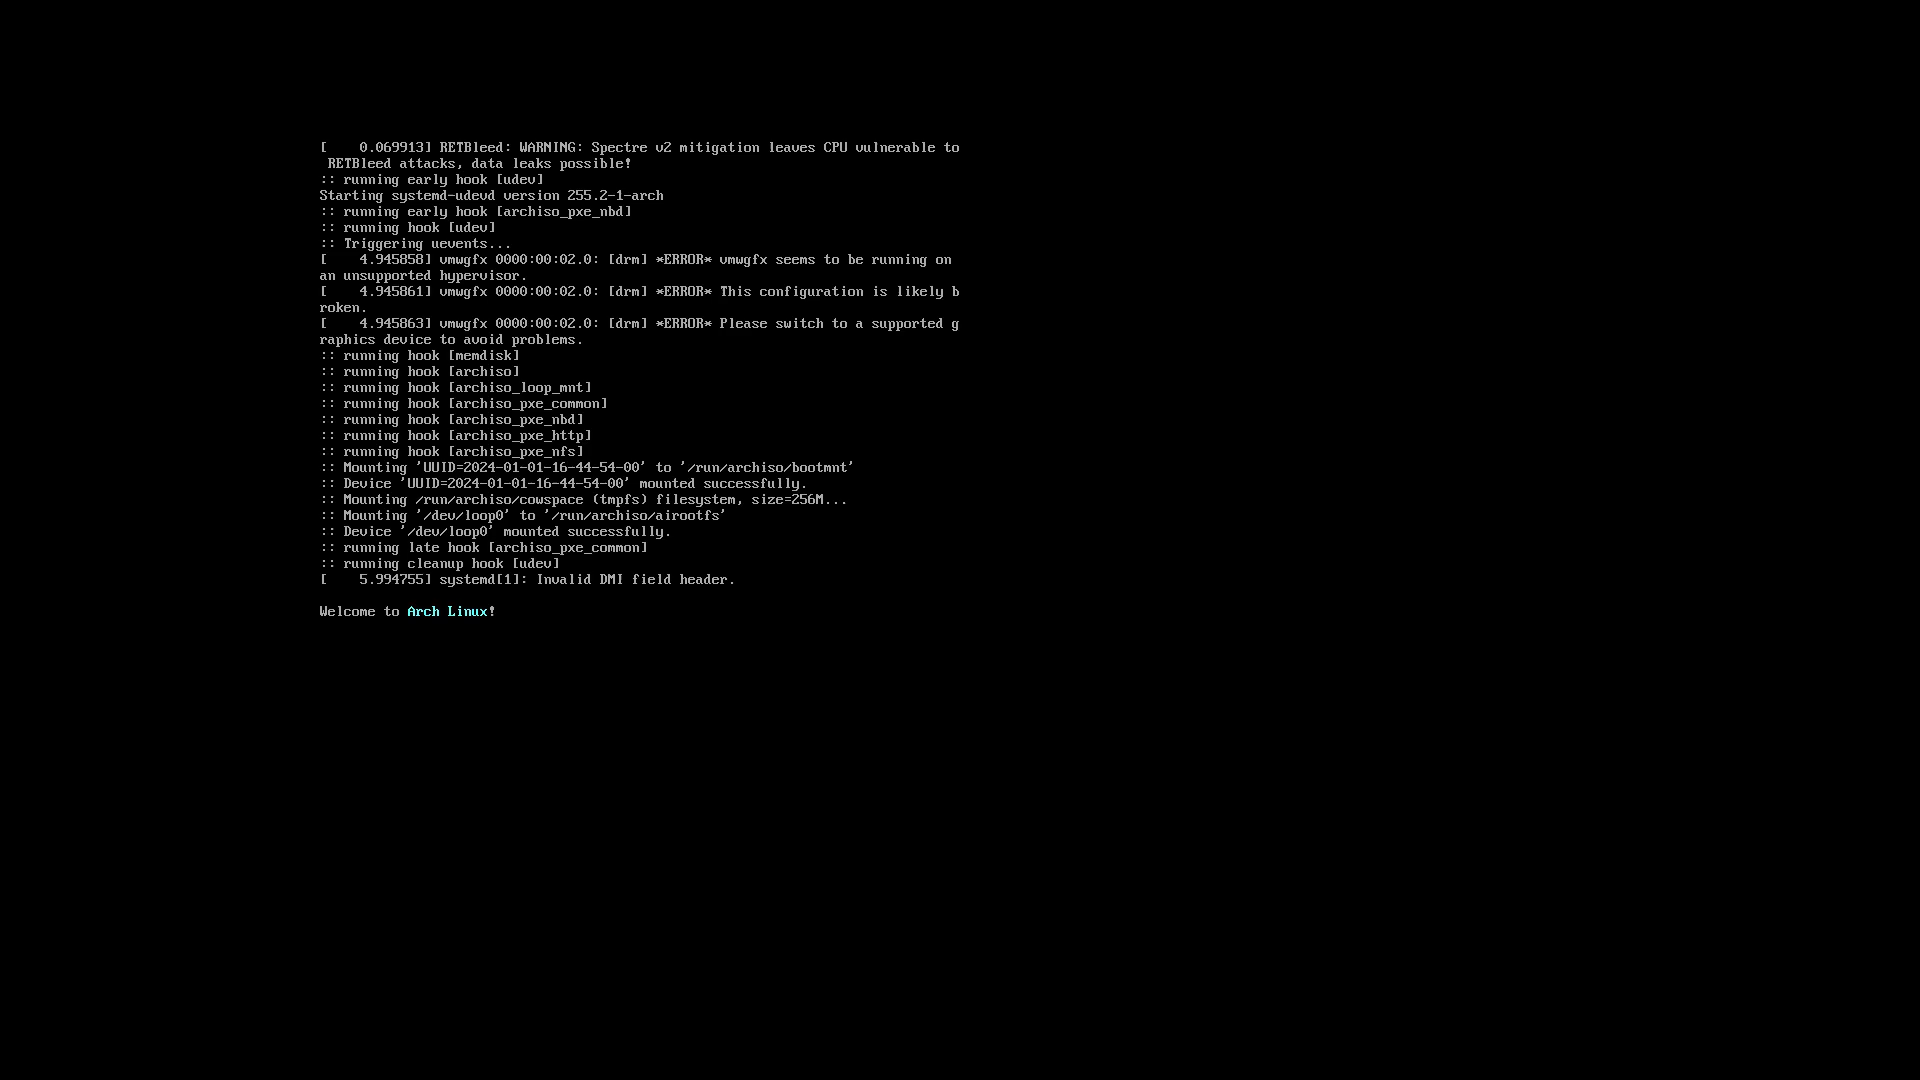 [    0.069913] RETBleed: WARNING: Spectre v2 mitigation leaves CPU vulnerable to
 RETBleed attacks, data leaks possible!
:: running early hook [udev]
Starting systemd-udevd version 255.2-1-arch
:: running early hook [archiso_pxe_nbd]
:: running hook [udev]
:: Triggering uevents...
[    4.945858] vmwgfx 0000:00:02.0: [drm] *ERROR* vmwgfx seems to be running on
an unsupported hypervisor.
[    4.945861] vmwgfx 0000:00:02.0: [drm] *ERROR* This configuration is likely b
roken.
[    4.945863] vmwgfx 0000:00:02.0: [drm] *ERROR* Please switch to a supported g
raphics device to avoid problems.
:: running hook [memdisk]
:: running hook [archiso]
:: running hook [archiso_loop_mnt]
:: running hook [archiso_pxe_common]
:: running hook [archiso_pxe_nbd]
:: running hook [archiso_pxe_http]
:: running hook [archiso_pxe_nfs]
:: Mounting 'UUID=2024-01-01-16-44-54-00' to '/run/archiso/bootmnt'
:: Device 'UUID=2024-01-01-16-44-54-00' mounted successfully.
:: Mounting /run/archiso/cowspace (tmpfs) filesystem, size=256M...
:: Mounting '/dev/loop0' to '/run/archiso/airootfs'
:: Device '/dev/loop0' mounted successfully.
:: running late hook [archiso_pxe_common]
:: running cleanup hook [udev]
[    5.994755] systemd[1]: Invalid DMI field header.
Welcome to Arch Linux!